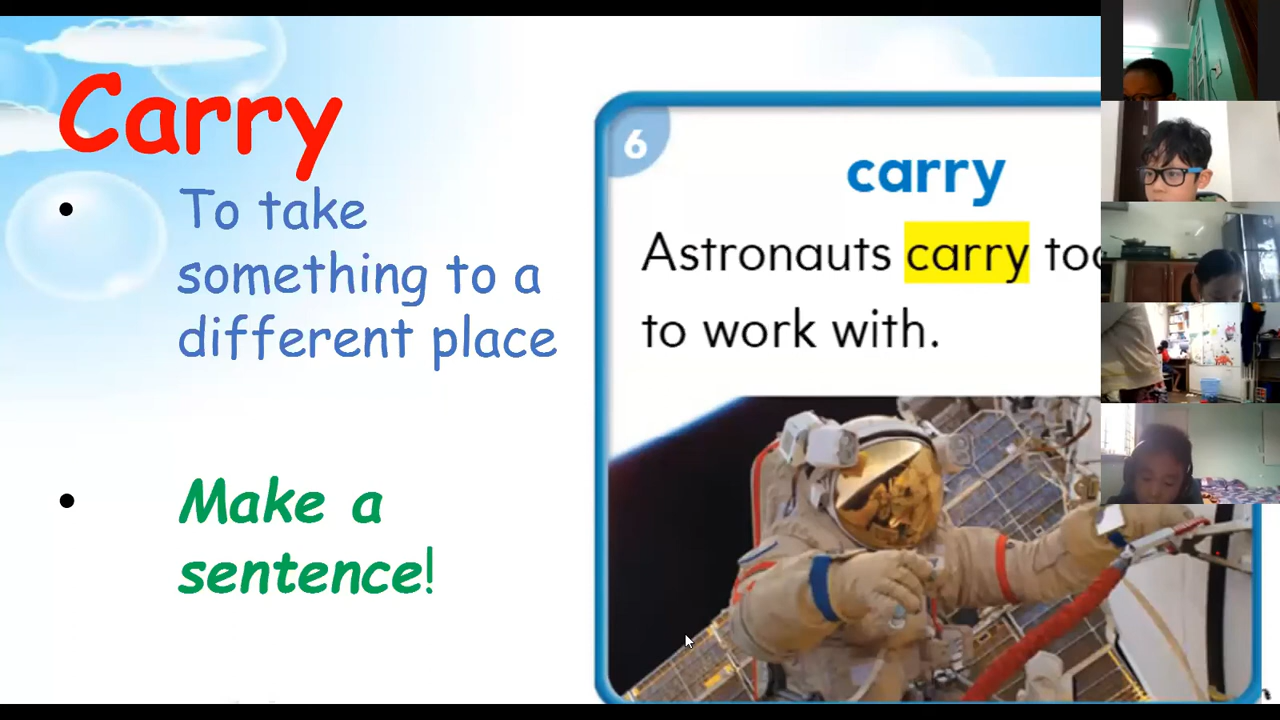 Carry
To take
something to a
different place
Make a
sentence!
6
carry
Astronauts carry
to work with.